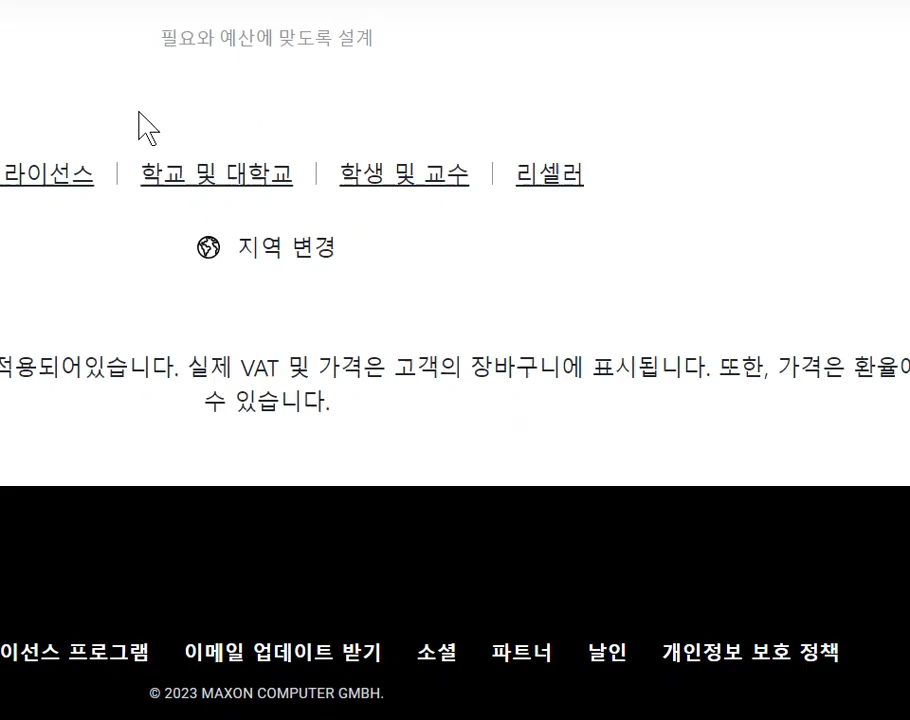 필요와 예산에 맞도록 설계
라이선스 | 학교 및 대학교 | 학생 및 교수 | 리셀러
지역 변경
적용되어있습니다. 실제 VAT 및 가격은 고객의 장바구니에 표시됩니다. 또한, 가격은 환율에
수 있습니다.
이선스 프로그램 이메일 업데이트 받기 소셜 파트너 날인 개인정보 보호 정책
© 2023 MAXON COMPUTER GMBH.